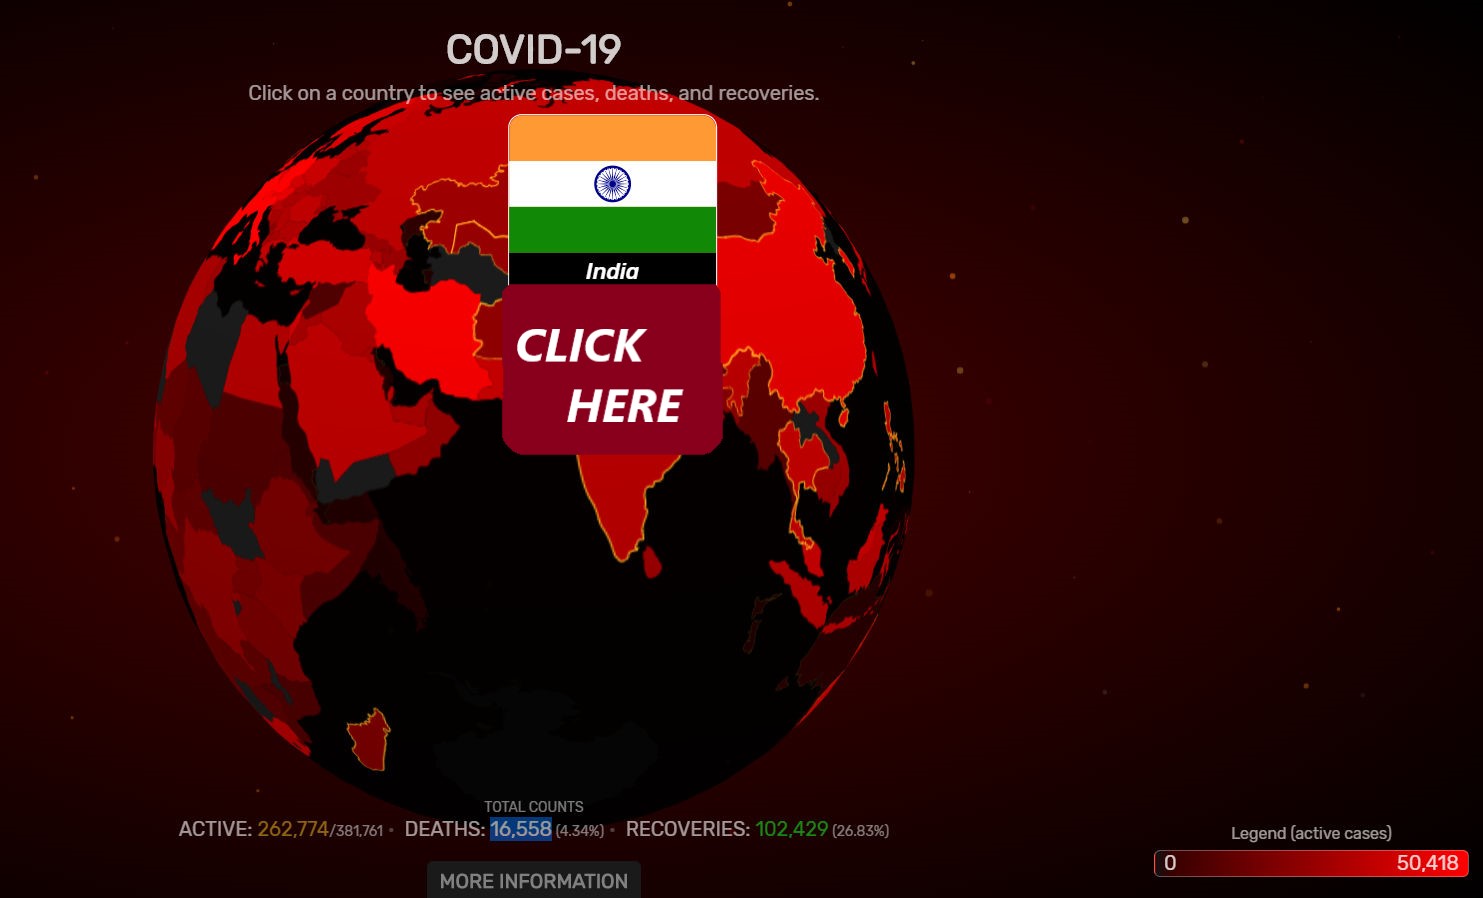 COVID-19
Click on a country to see active cases, deaths, and recoveries.
India
CLICK
HERE
TOTAL COUNTS
ACTIVE: 262,774/381,761 • DEATHS: 16,558 (4.34%) • RECOVERIES: 102,429 (26.83%)
MORE INFORMATION
Legend (active cases)
0 50,418